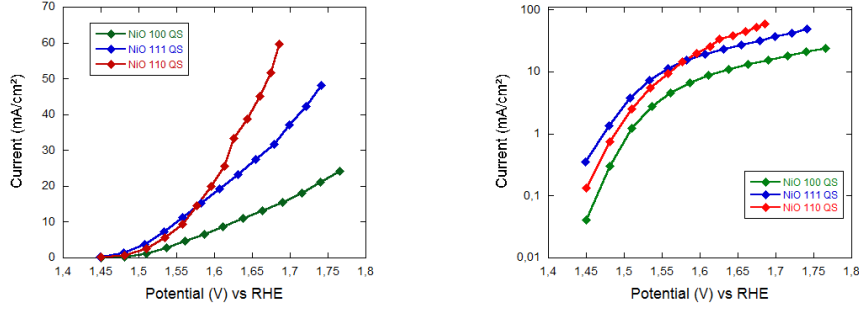 60
50
40
30
20
10
0
Current (mA/cm²)
NiO 100 QS
NiO 111 QS
NiO 110 QS
1,4 1,45 1,5 1,55 1,6 1,65 1,7 1,75 1,8
Potential (V) vs RHE
100
10
1
0,1
0,01
Current (mA/cm²)
NiO 100 QS
NiO 111 QS
NiO 110 QS
1,4 1,45 1,5 1,55 1,6 1,65 1,7 1,75 1,8
Potential (V) vs RHE